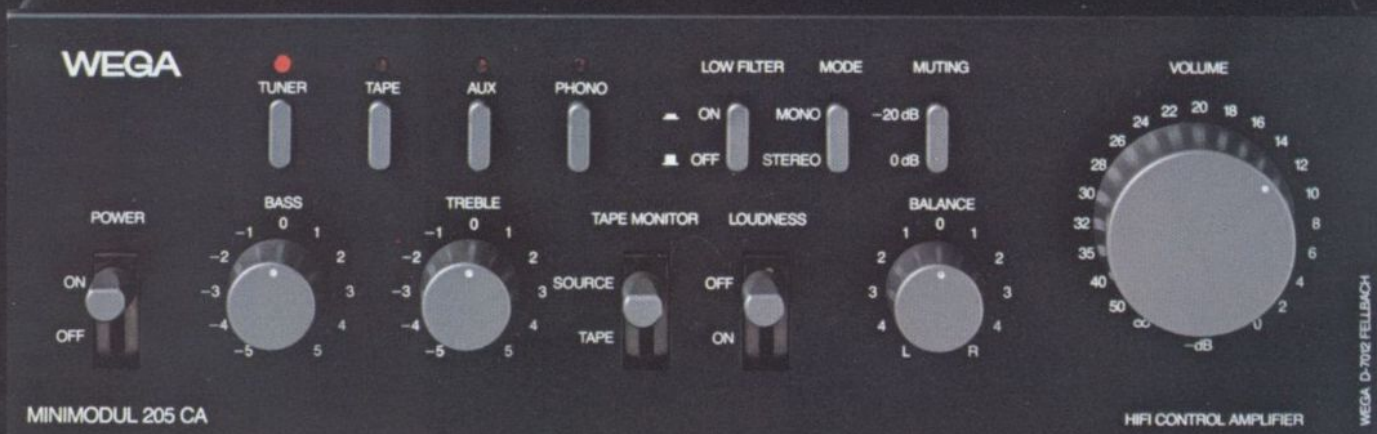 WEGA
TUNER
TAPE
AUX
PHONO
LOW FILTER
ON
OFF
MODE
MONO
STEREO
MUTING
−20 dB
0 dB
VOLUME
∞ 50 40 35 32 30 28 26 24 22 20 18 16 14 12 10 8 6 4 2 0
−dB
POWER
ON
OFF
BASS
−5 −4 −3 −2 −1 0 1 2 3 4 5
TREBLE
−5 −4 −3 −2 −1 0 1 2 3 4 5
TAPE MONITOR
SOURCE
TAPE
LOUDNESS
OFF
ON
BALANCE
L 4 3 2 1 0 1 2 3 4 R
MINIMODUL 205 CA
HIFI CONTROL AMPLIFIER
WEGA D-7012 FELLBACH